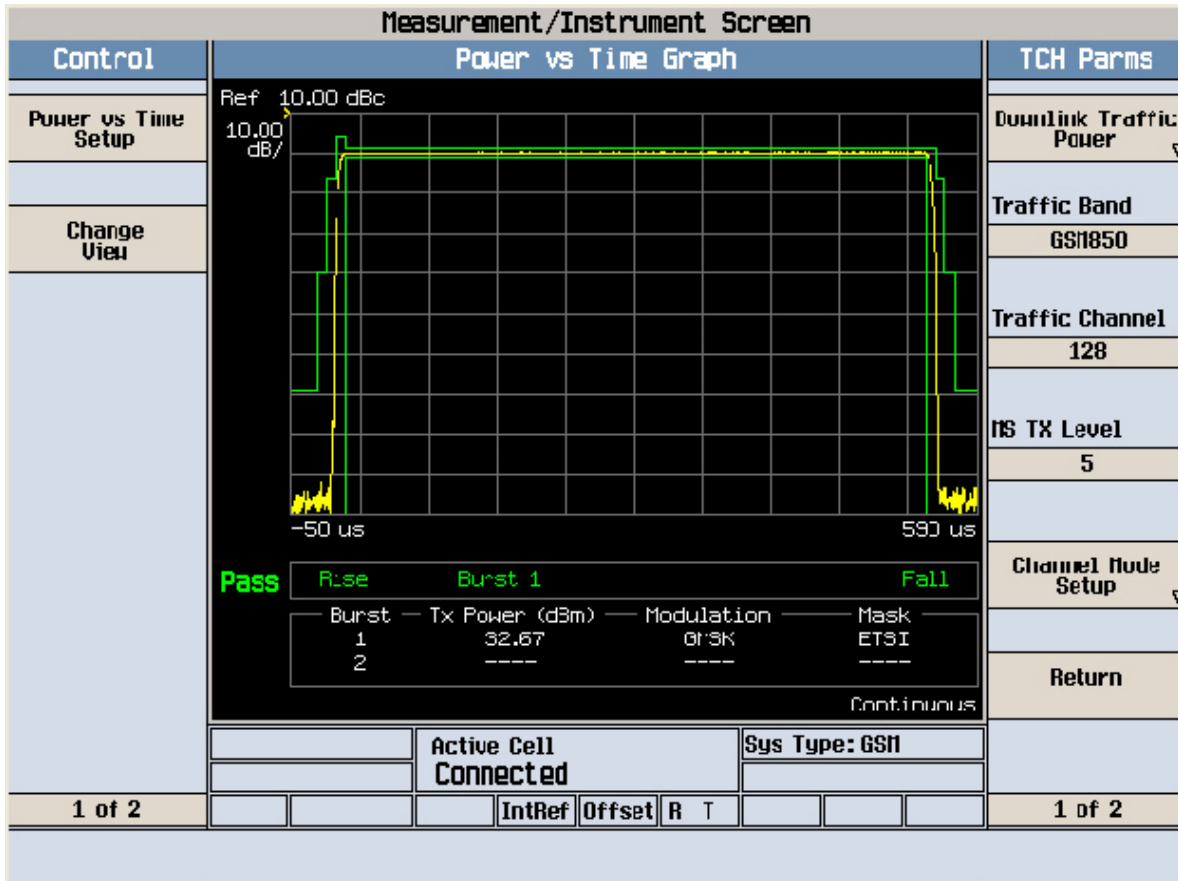 Measurement/Instrument Screen
Control
Power vs Time Graph
TCH Parms
Power vs Time
Setup
Change
View
1 of 2
Ref 10.00 dBc
10.00
dB/
-50 us
590 us
Pass
Rise Burst 1 Fall
Burst Tx Power (dBm) Modulation Mask
1 32.67 GMSK ETSI
2 ---- ---- ----
Continuous
Active Cell
Connected
Sys Type: GSM
IntRef Offset R T
Downlink Traffic
Power
Traffic Band
GSM850
Traffic Channel
128
MS TX Level
5
Channel Mode
Setup
Return
1 of 2